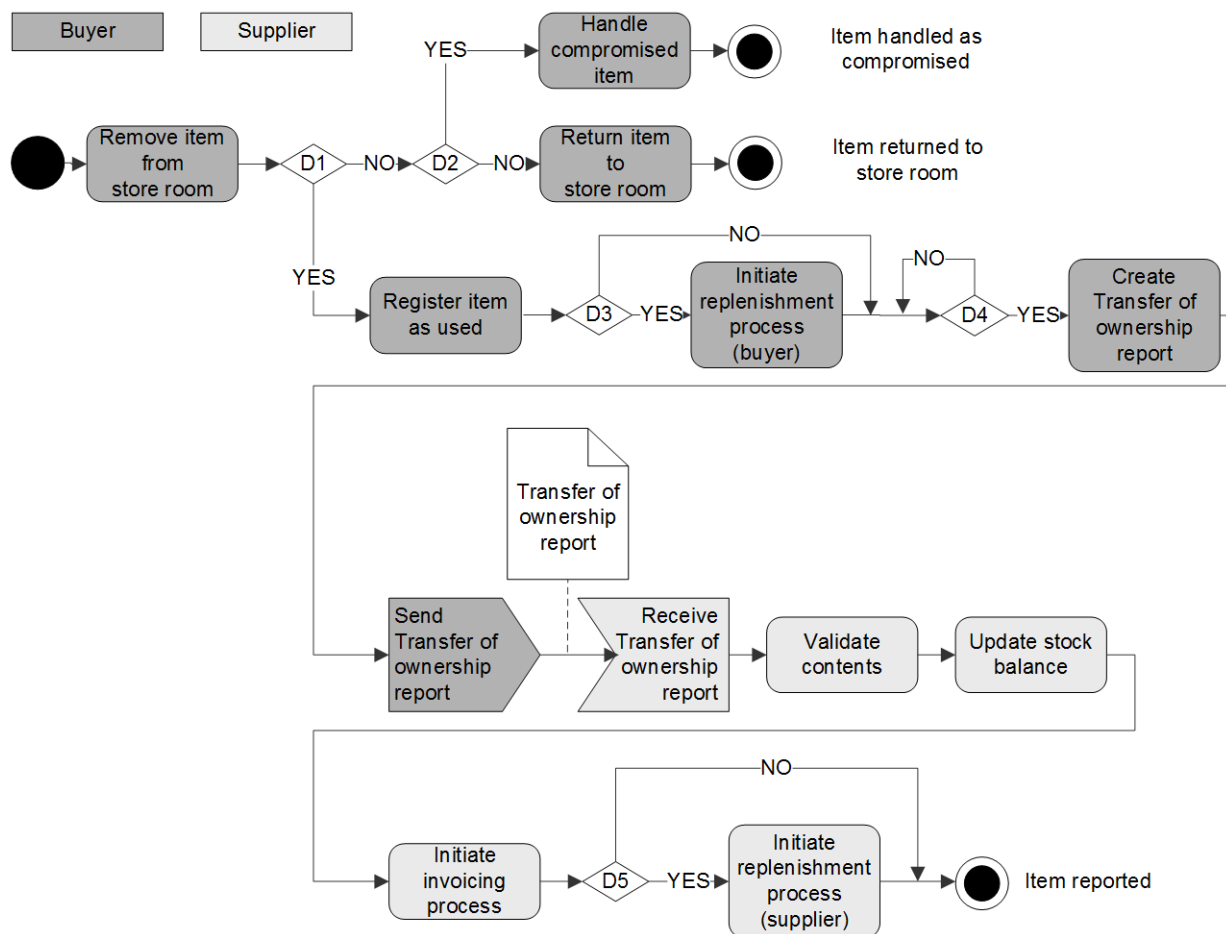 Buyer
Supplier
Handle
compromised
item
YES
Item handled as
compromised
Remove item
from
store room
D1
NO
D2
NO
Return item
to
store room
Item returned to
store room
YES
NO
NO
Register item
as used
D3
YES
Initiate
replenishment
process
(buyer)
D4
YES
Create
Transfer of
ownership
report
Transfer of
ownership
report
Send
Transfer of
ownership
report
Receive
Transfer of
ownership
report
Validate
contents
Update stock
balance
NO
Initiate
invoicing
process
D5
YES
Initiate
replenishment
process
(supplier)
Item reported